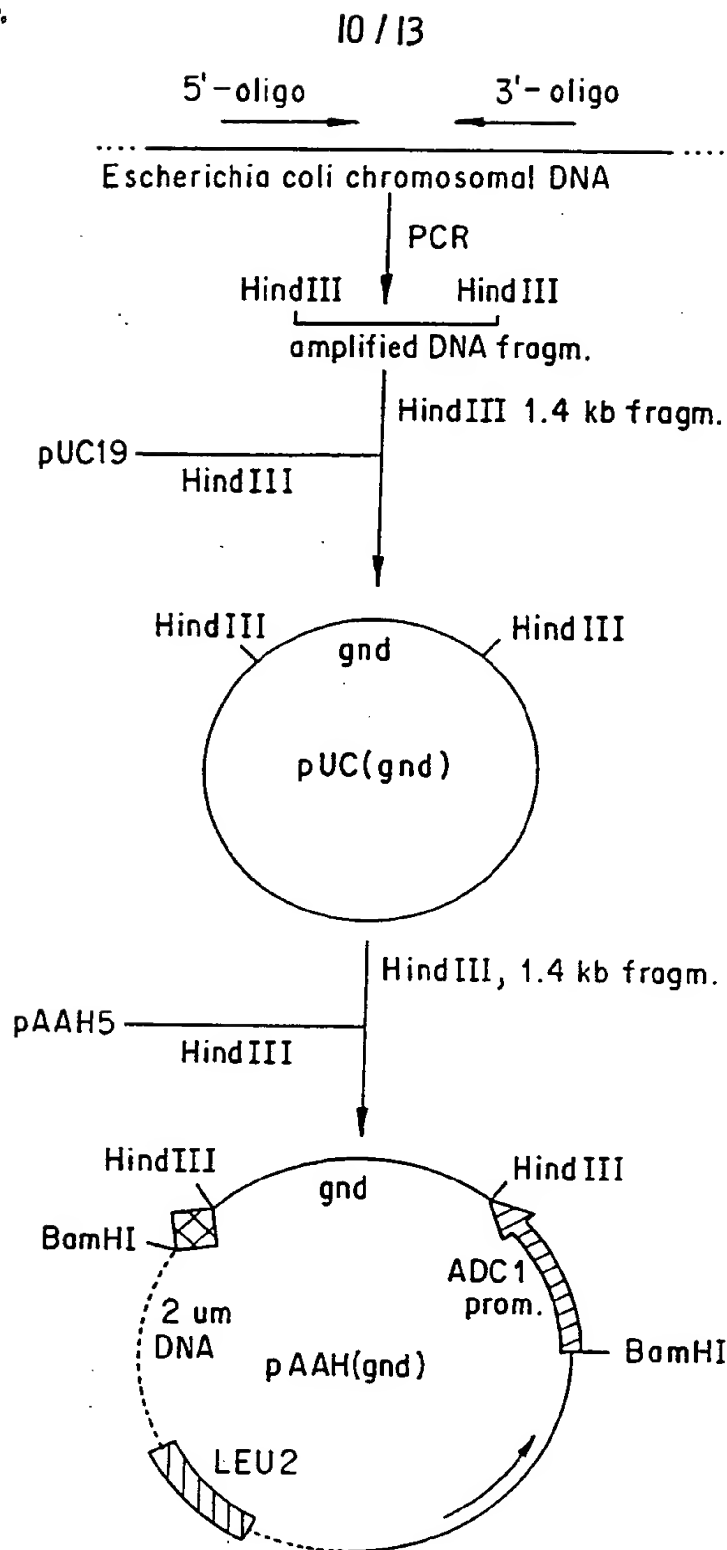 10/13
5'-oligo 3'-oligo
Escherichia coli chromosomal DNA
PCR
HindIII HindIII
amplified DNA fragm.
HindIII 1.4 kb fragm.
pUC19
HindIII
HindIII HindIII
gnd
pUC(gnd)
HindIII, 1.4 kb fragm.
pAAH5
HindIII
HindIII HindIII
gnd
BamHI
ADC1
prom.
2 um
DNA
BamHI
pAAH(gnd)
LEU2